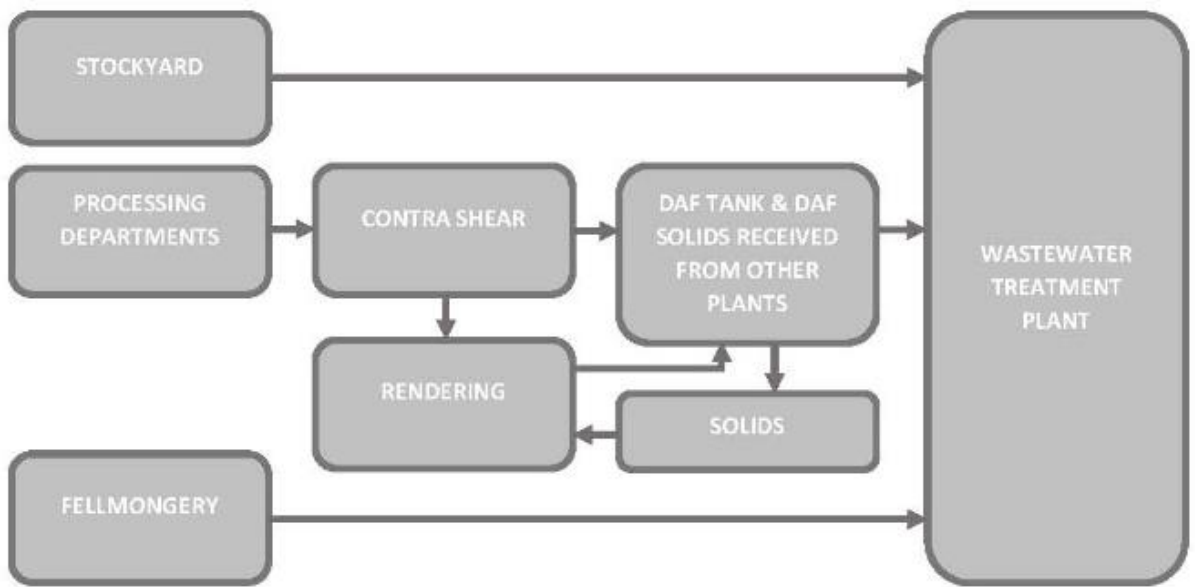 STOCKYARD
PROCESSING
DEPARTMENTS
CONTRA SHEAR
DAF TANK & DAF
SOLIDS RECEIVED
FROM OTHER
PLANTS
WASTEWATER
TREATMENT
PLANT
RENDERING
SOLIDS
FELLMONGERY